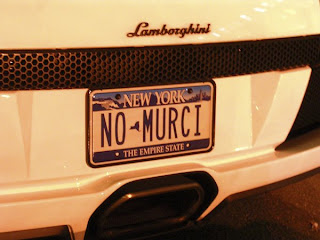 Lamborghini
NEW YORK
NO MURCI
THE EMPIRE STATE